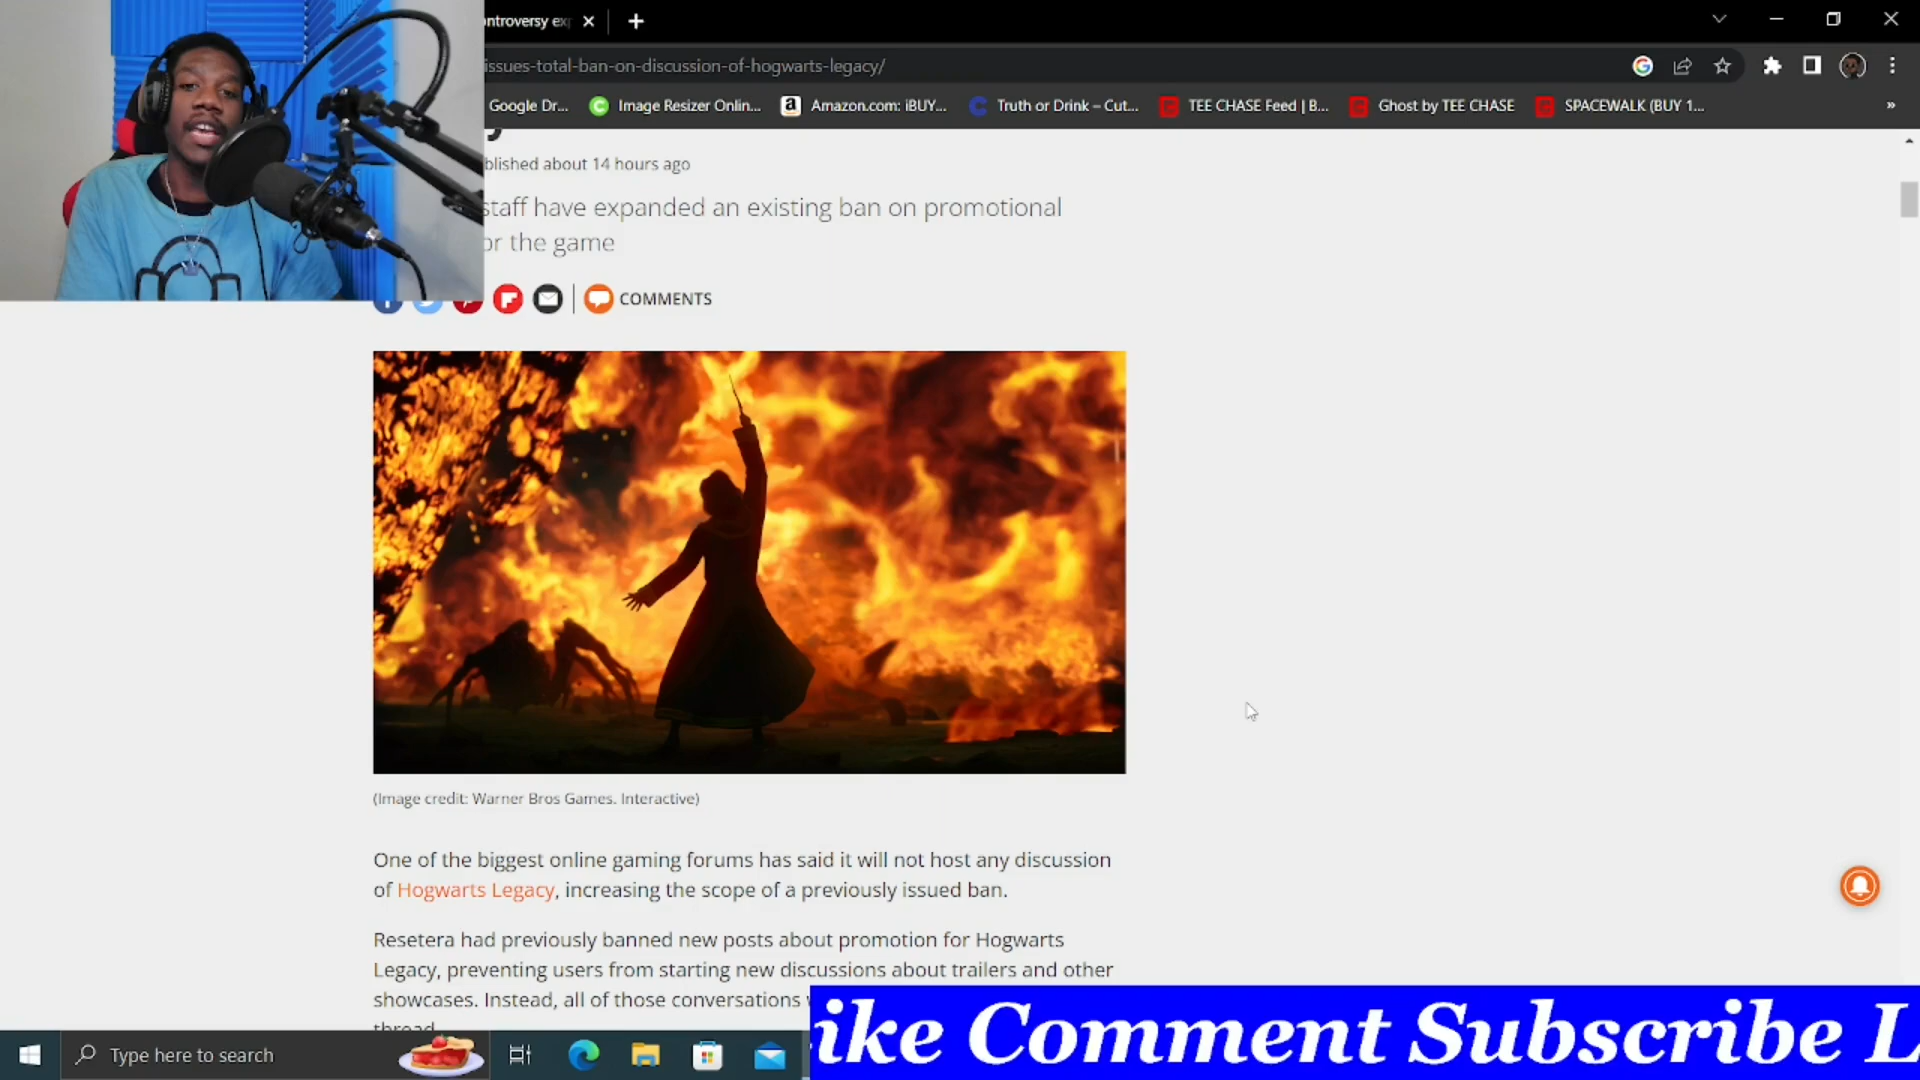 ontroversy ex
issues-total-ban-on-discussion-of-hogwarts-legacy/
Google Dr... Image Resizer Onlin... Amazon.com: iBUY... Truth or Drink – Cut... TEE CHASE Feed | B... Ghost by TEE CHASE SPACEWALK (BUY 1... »
blished about 14 hours ago
staff have expanded an existing ban on promotional
or the game
COMMENTS
(Image credit: Warner Bros Games. Interactive)
One of the biggest online gaming forums has said it will not host any discussion
of Hogwarts Legacy, increasing the scope of a previously issued ban.
Resetera had previously banned new posts about promotion for Hogwarts
Legacy, preventing users from starting new discussions about trailers and other
showcases. Instead, all of those conversations
thread
ike Comment Subscribe L
Type here to search